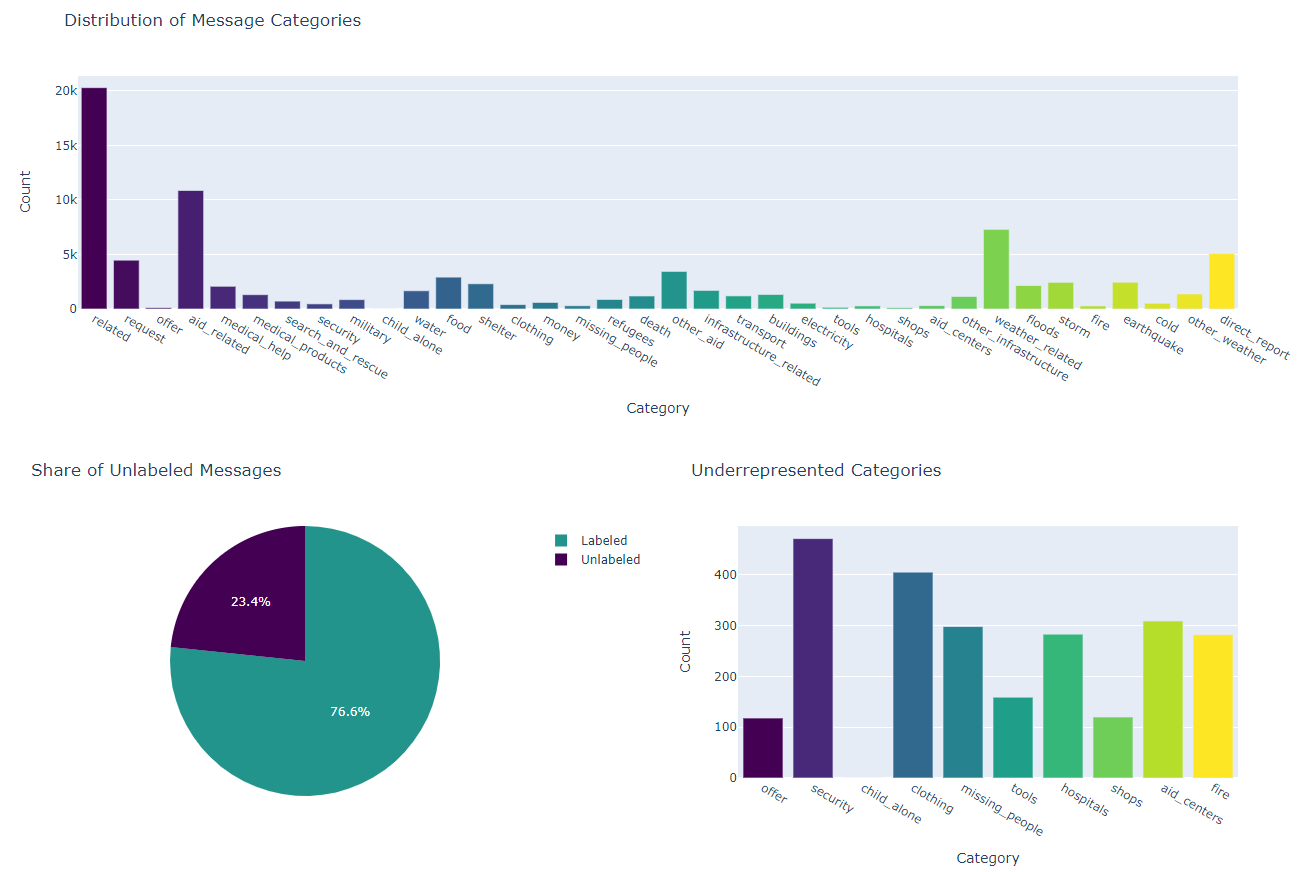 Distribution of Message Categories
20k
15k
10k
5k
0
Count
related
request
offer
aid_related
medical_help
medical_products
search_and_rescue
security
military
child_alone
water
food
shelter
clothing
money
missing_people
refugees
death
other_aid
infrastructure_related
transport
buildings
electricity
tools
hospitals
shops
aid_centers
other_infrastructure
weather_related
floods
storm
fire
earthquake
cold
other_weather
direct_report
Category
Share of Unlabeled Messages
Labeled
Unlabeled
23.4%
76.6%
Underrepresented Categories
400
300
200
100
0
Count
offer
security
child_alone
clothing
missing_people
tools
hospitals
shops
aid_centers
fire
Category